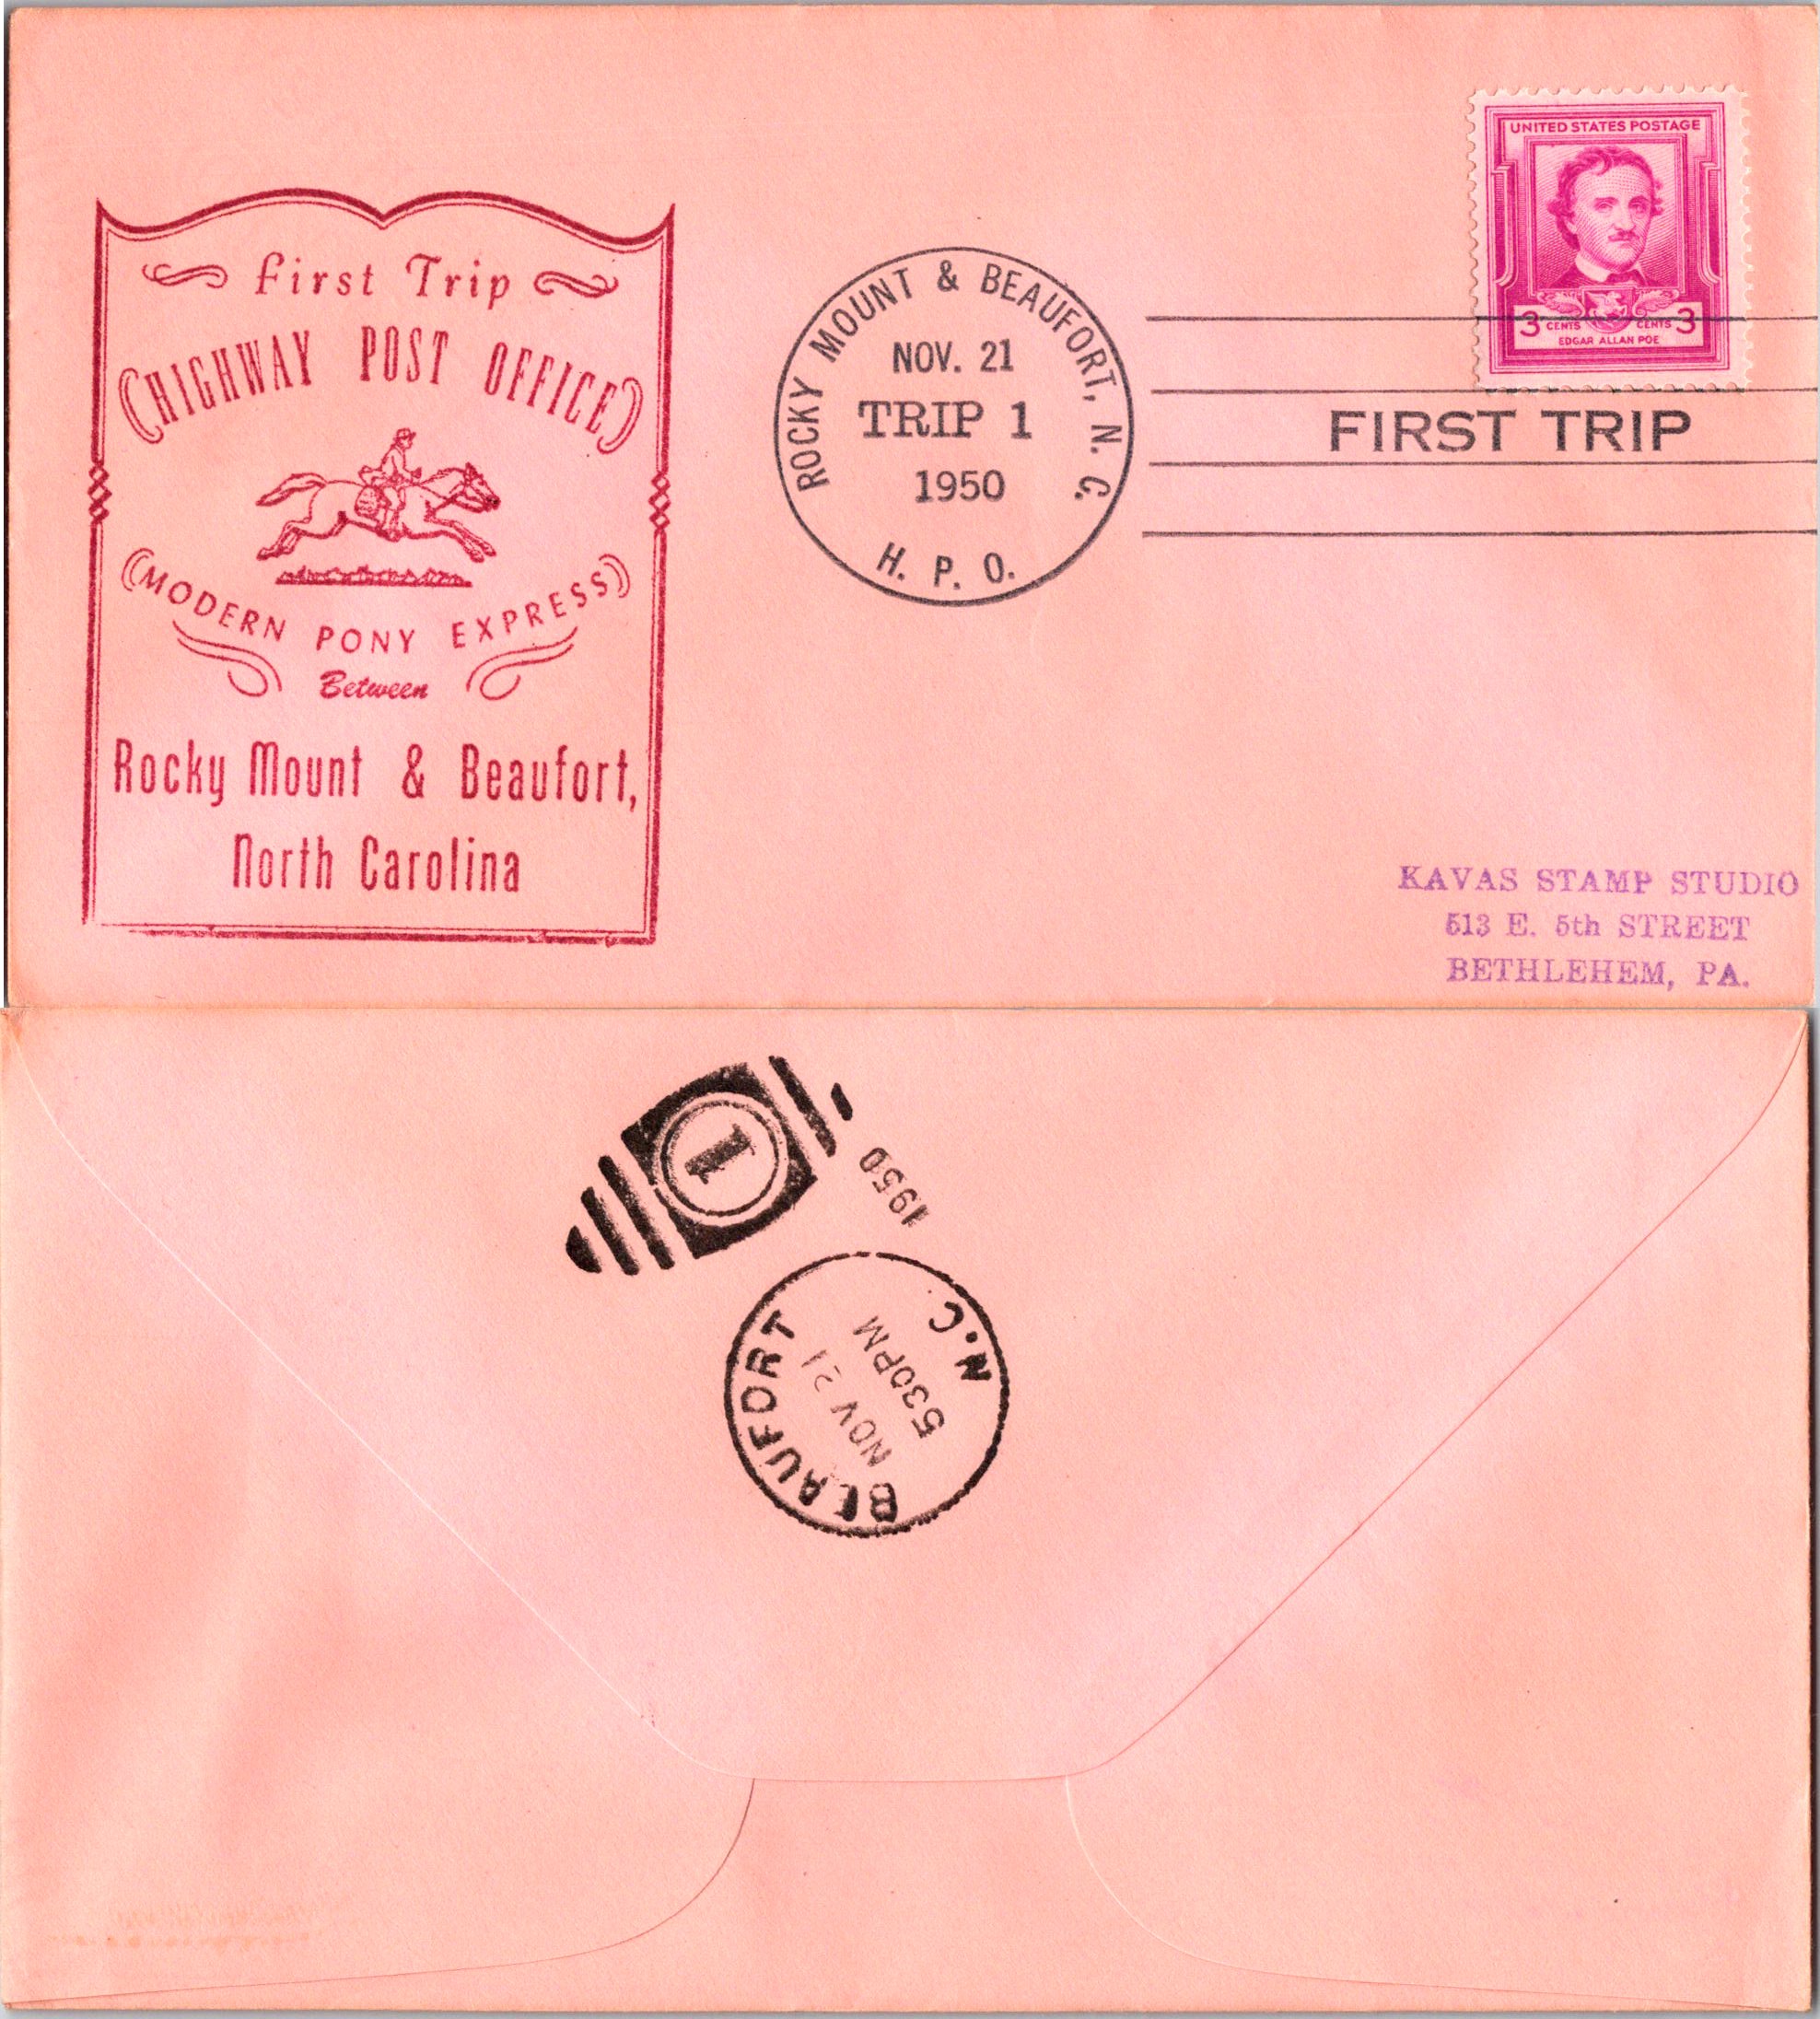 First Trip
HIGHWAY POST OFFICE
MODERN PONY EXPRESS
Between
Rocky Mount & Beaufort,
North Carolina
ROCKY MOUNT & BEAUFORT, N. C.
NOV. 21
TRIP 1
1950
H. P. O.
UNITED STATES POSTAGE
3 CENTS CENTS 3
EDGAR ALLAN POE
FIRST TRIP
KAVAS STAMP STUDIO
513 E. 5th STREET
BETHLEHEM, PA.
1
1950
BEAUFORT
NOV 21
530PM
N.C.